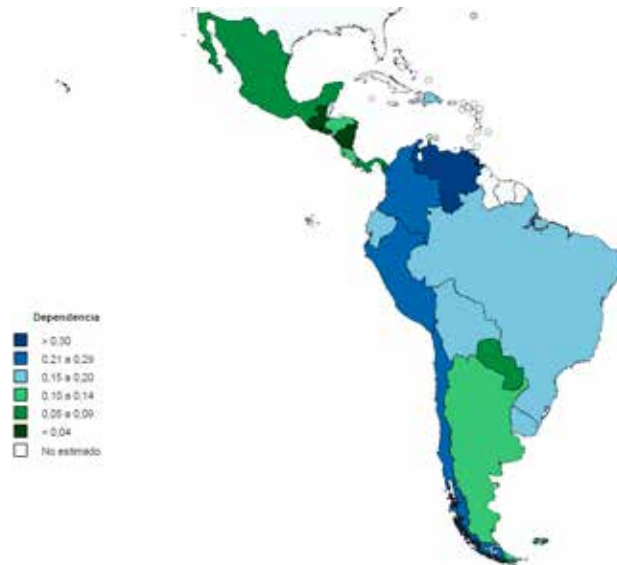 Dependencia
> 0,30
0,21 a 0,29
0,15 a 0,20
0,10 a 0,14
0,05 a 0,09
< 0,04
No estimado